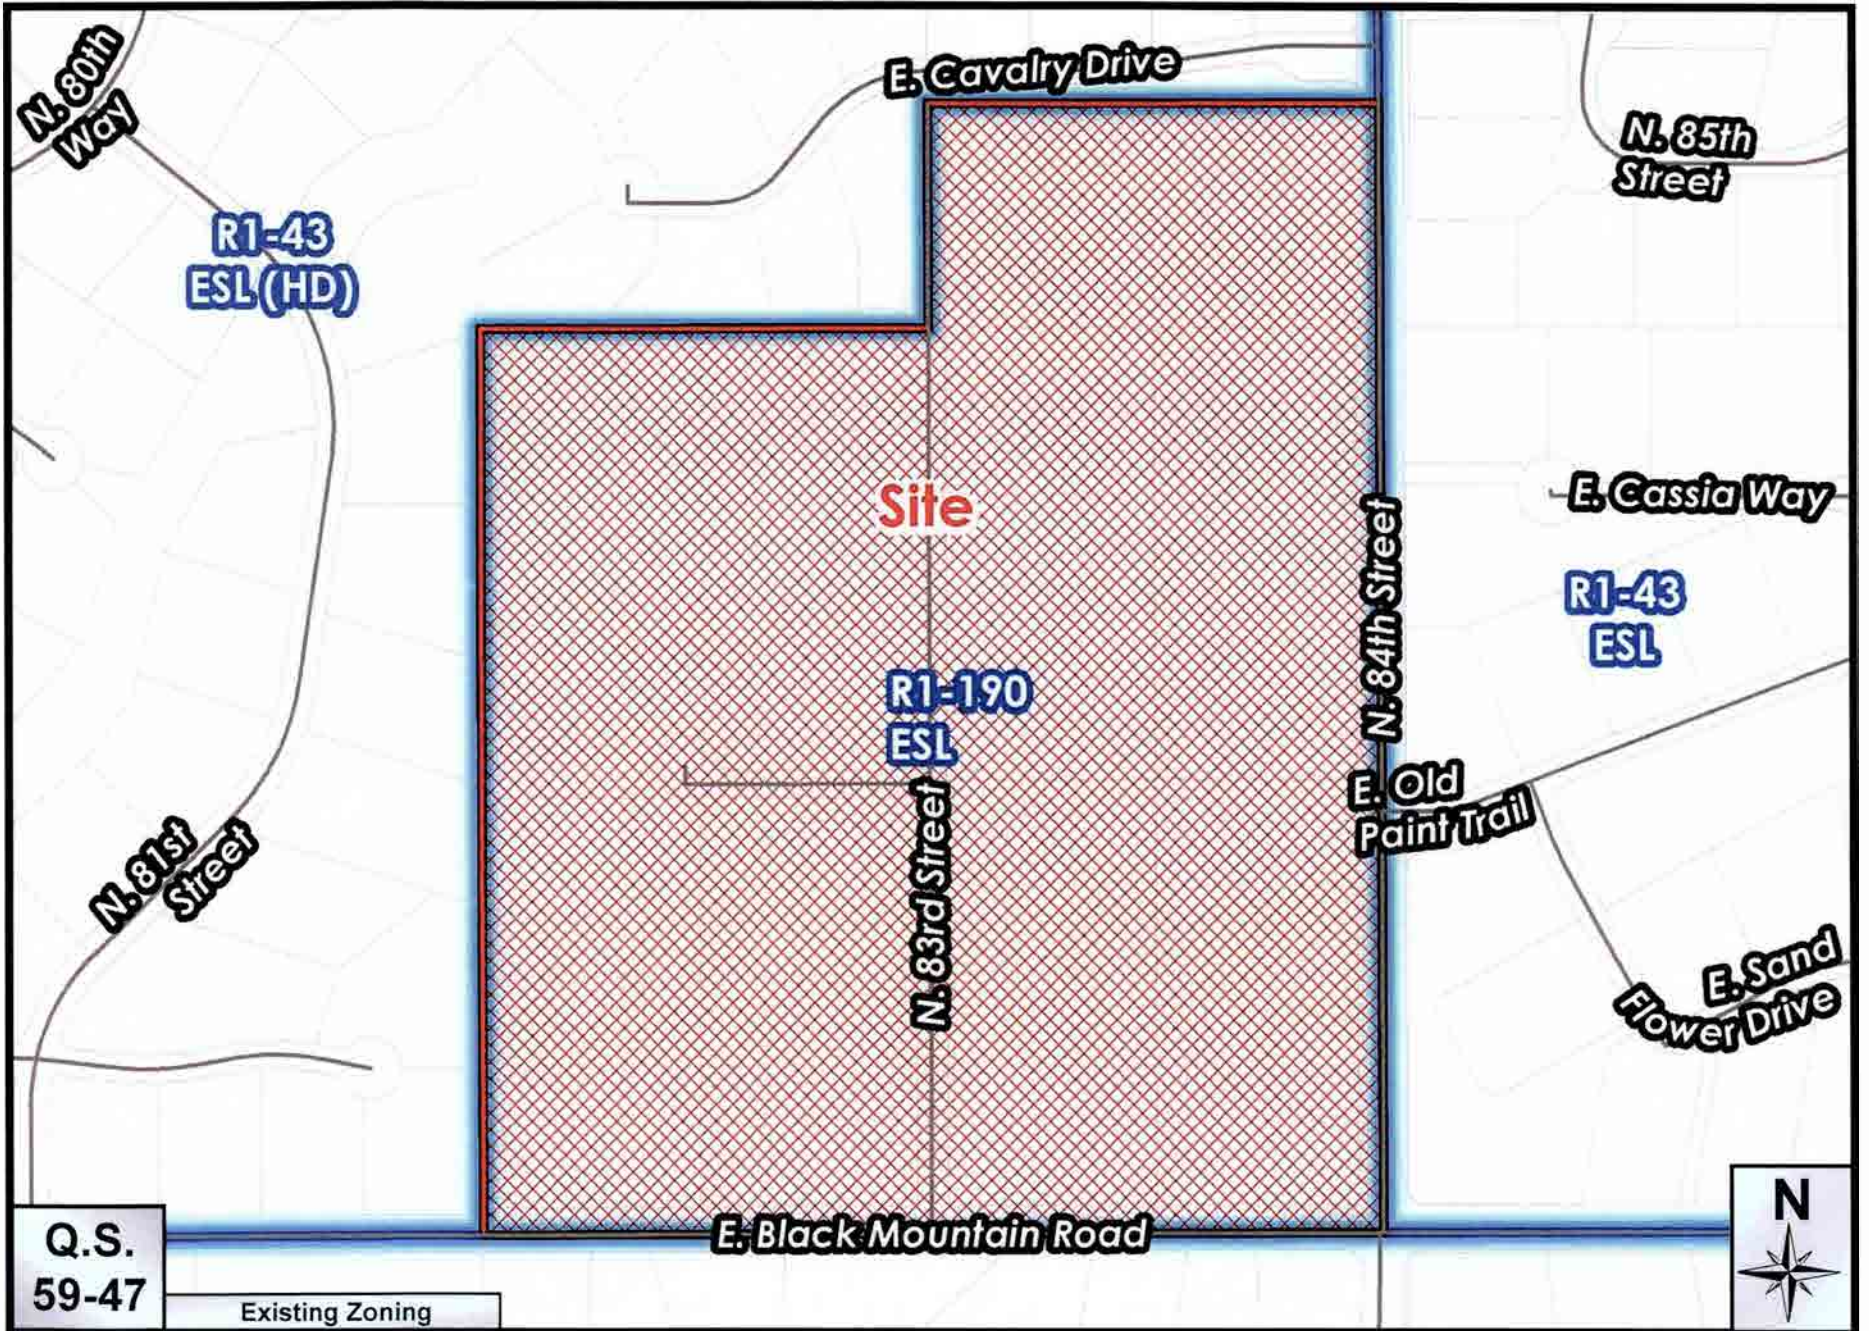 N. 80th
Way
E. Cavalry Drive
N. 85th
Street
R1-43
ESL (HD)
Site
E. Cassia Way
N. 84th Street
R1-43
ESL
R1-190
ESL
E. Old
Paint Trail
N. 81st
Street
N. 83rd Street
E. Sand
Flower Drive
E. Black Mountain Road
Q.S.
59-47
Existing Zoning
N